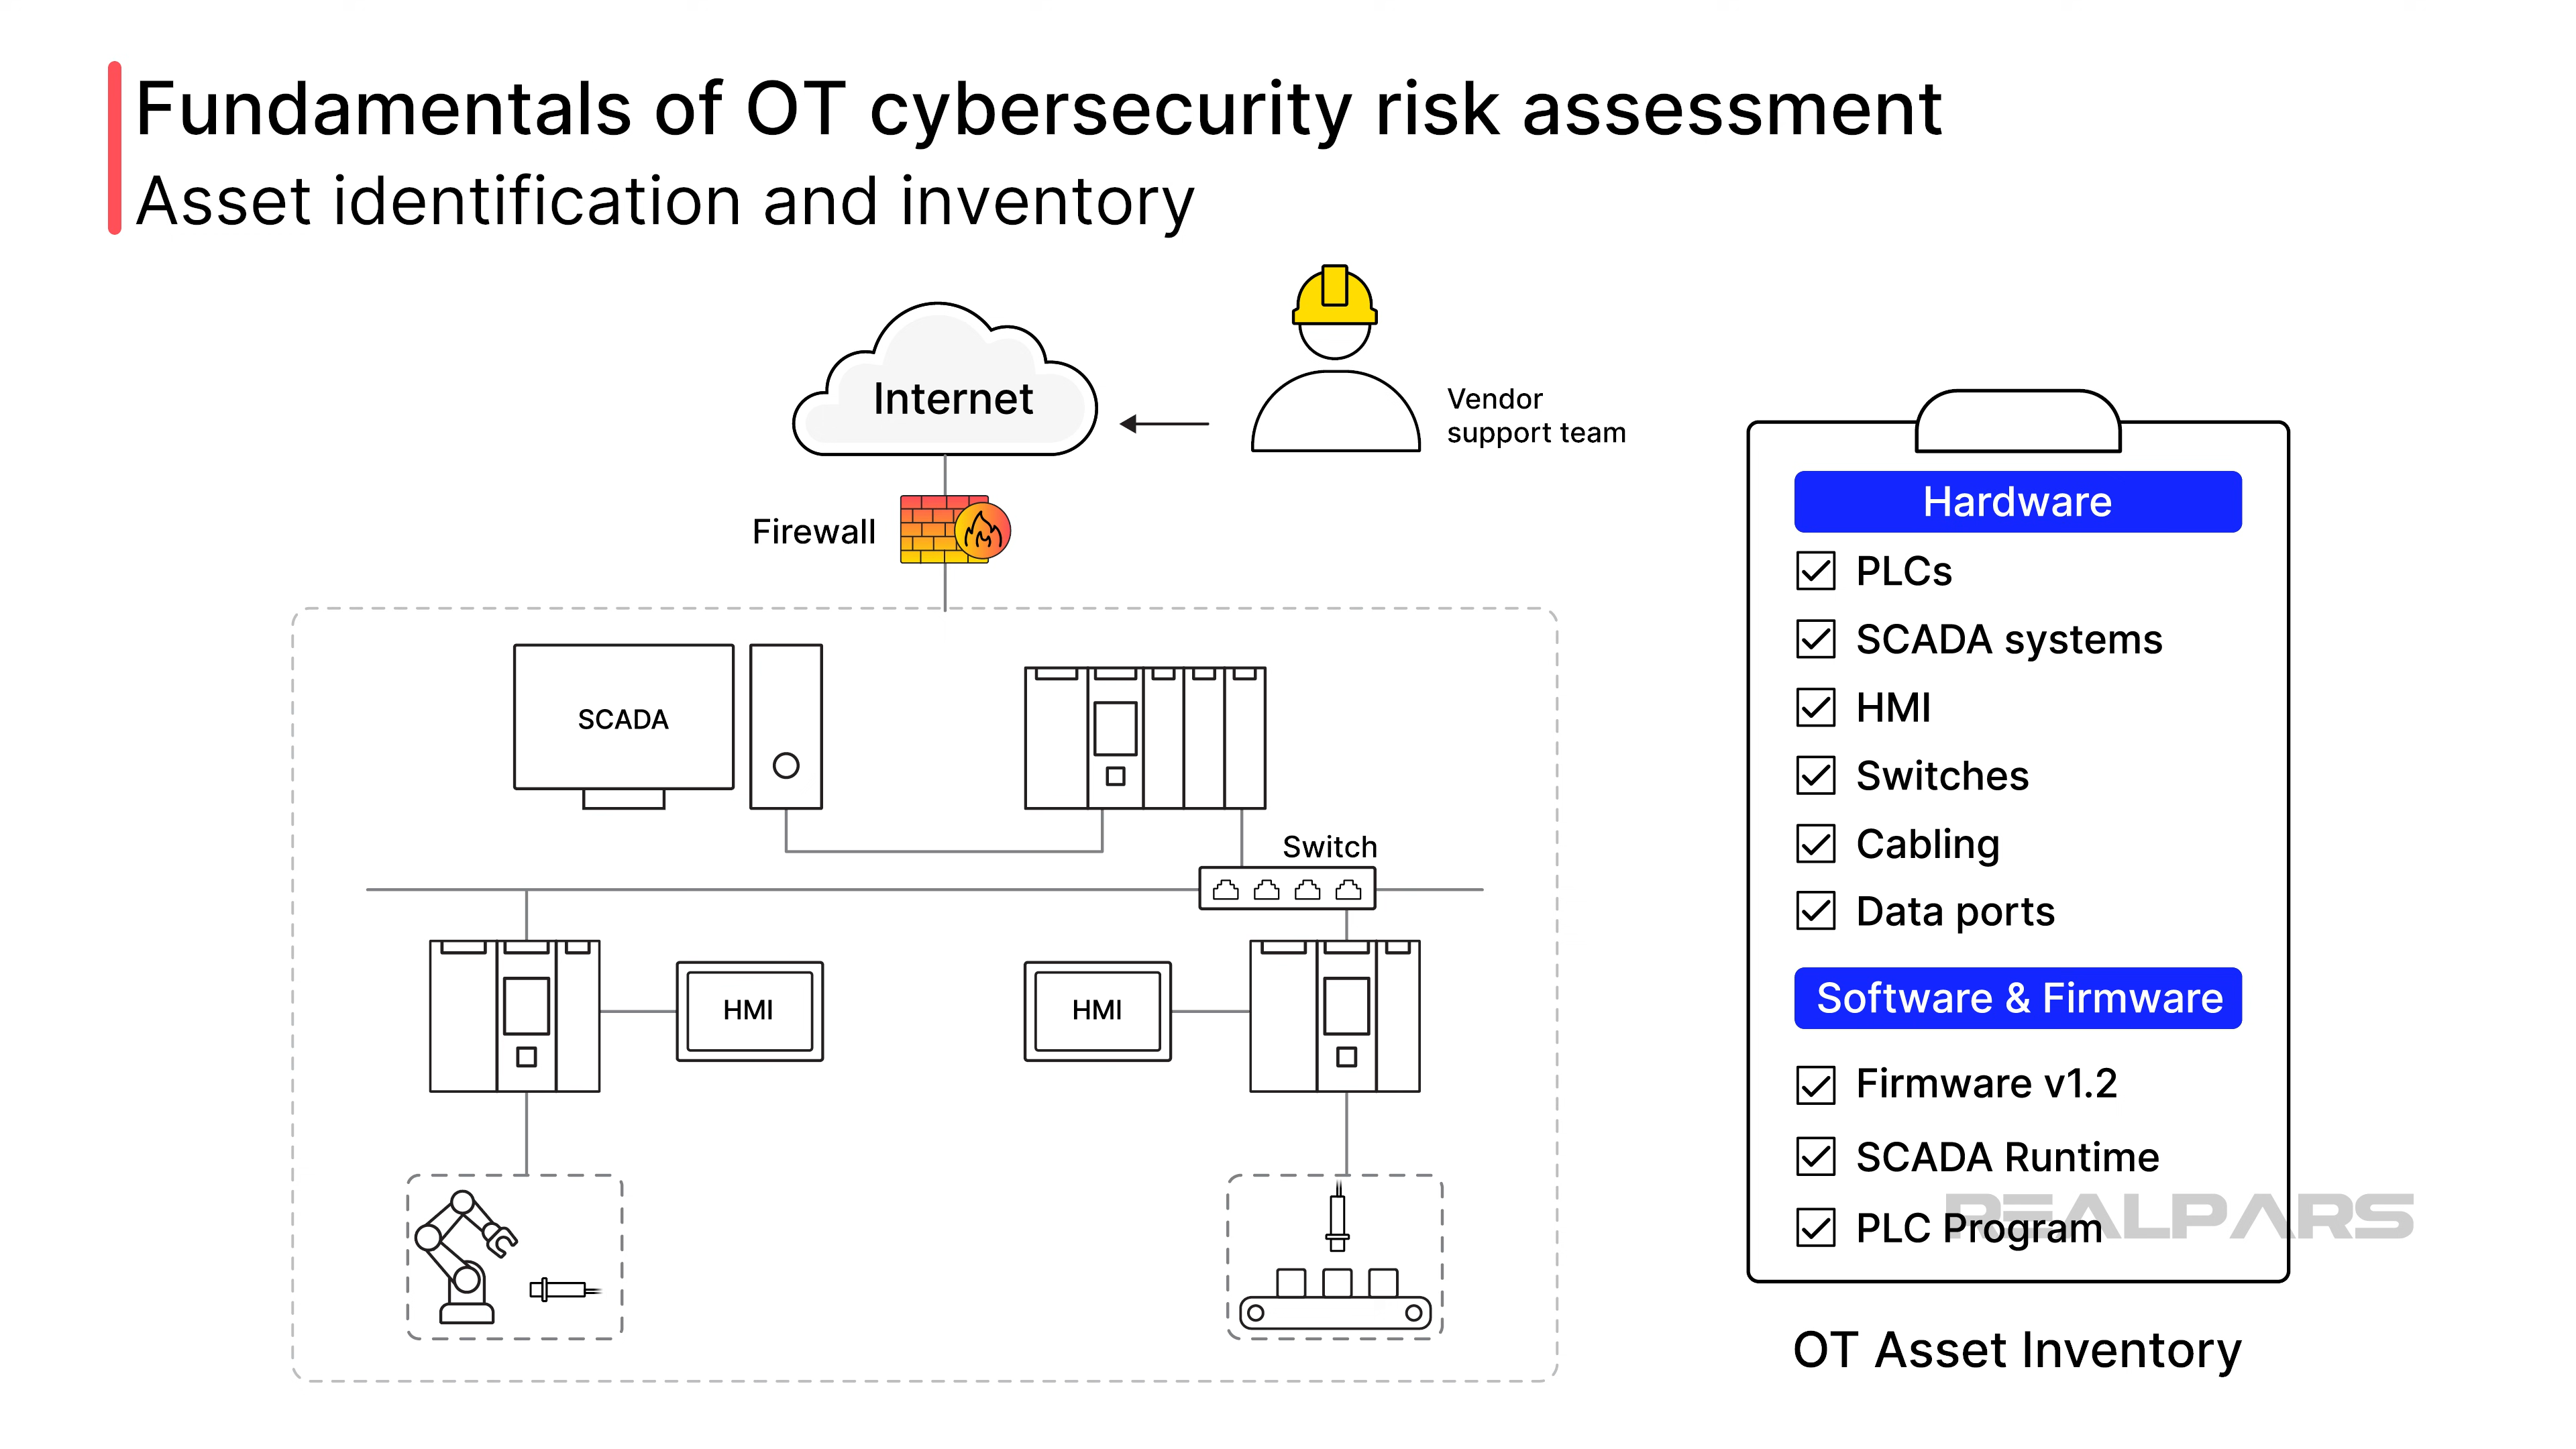 Fundamentals of OT cybersecurity risk assessment
Asset identification and inventory
Internet
Vendor
support team
Firewall
SCADA
Switch
HMI
HMI
Hardware
PLCs
SCADA systems
HMI
Switches
Cabling
Data ports
Software & Firmware
Firmware v1.2
SCADA Runtime
PLC Program
REALPARS
OT Asset Inventory